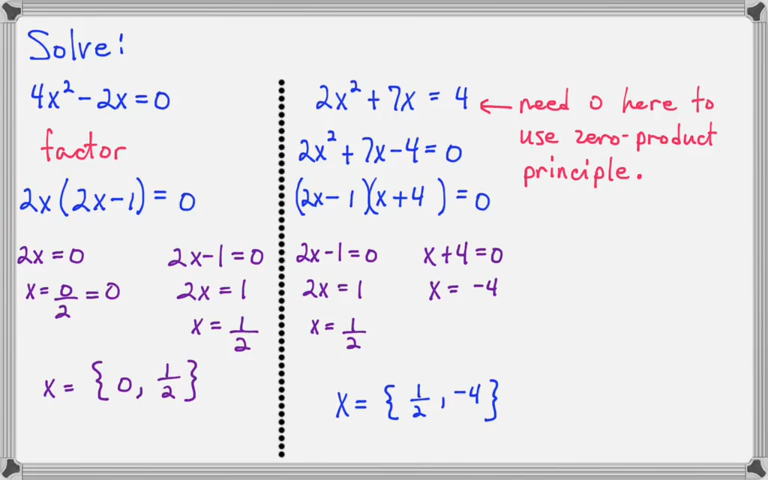 Solve:
4x² - 2x = 0
factor
2x(2x-1) = 0
2x = 0
x = 0/2 = 0
2x-1 = 0
2x = 1
x = 1/2
x = {0, 1/2}
2x² + 7x = 4 ← need 0 here to
use zero-product
principle.
2x² + 7x - 4 = 0
(2x-1)(x+4) = 0
2x-1 = 0
2x = 1
x = 1/2
x+4 = 0
x = -4
x = {1/2, -4}